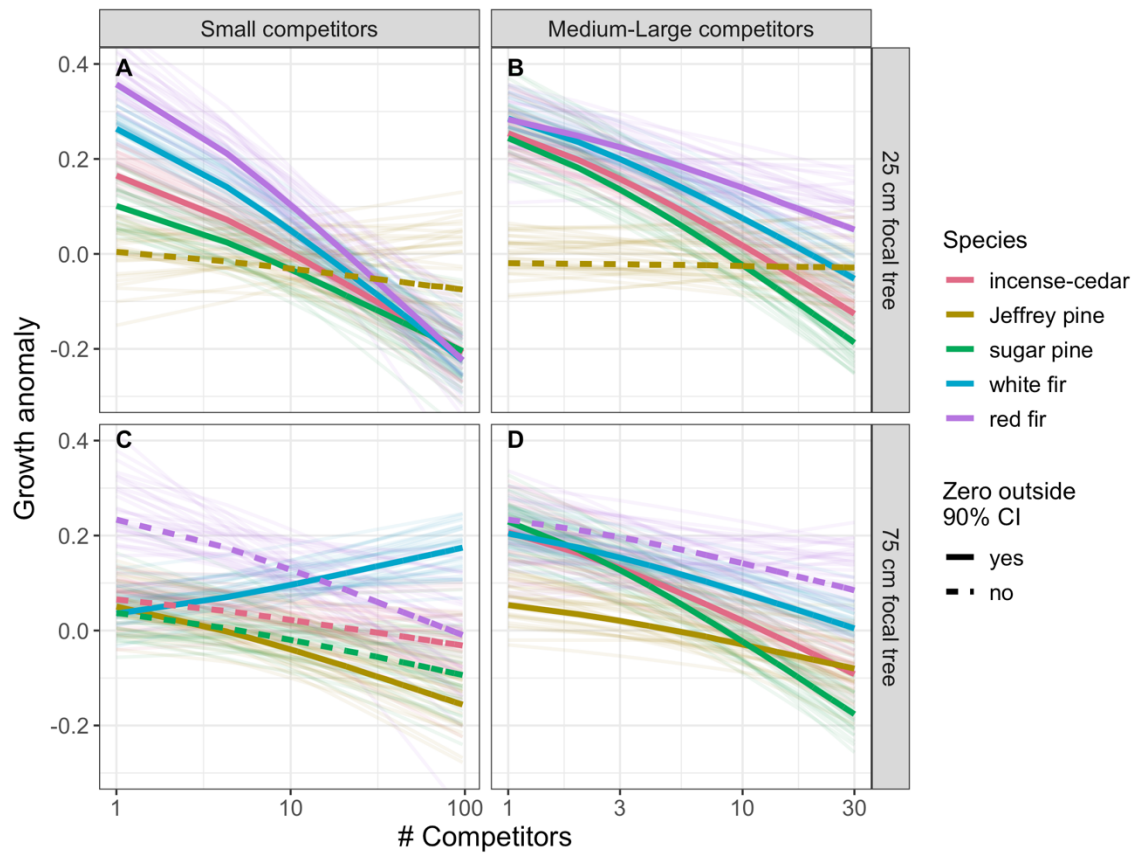 Small competitors
Medium-Large competitors
A
B
0.4
0.2
0.0
-0.2
25 cm focal tree
C
D
0.4
0.2
0.0
-0.2
75 cm focal tree
Growth anomaly
1
10
100
1
3
10
30
# Competitors
Species
incense-cedar
Jeffrey pine
sugar pine
white fir
red fir
Zero outside
90% CI
yes
no